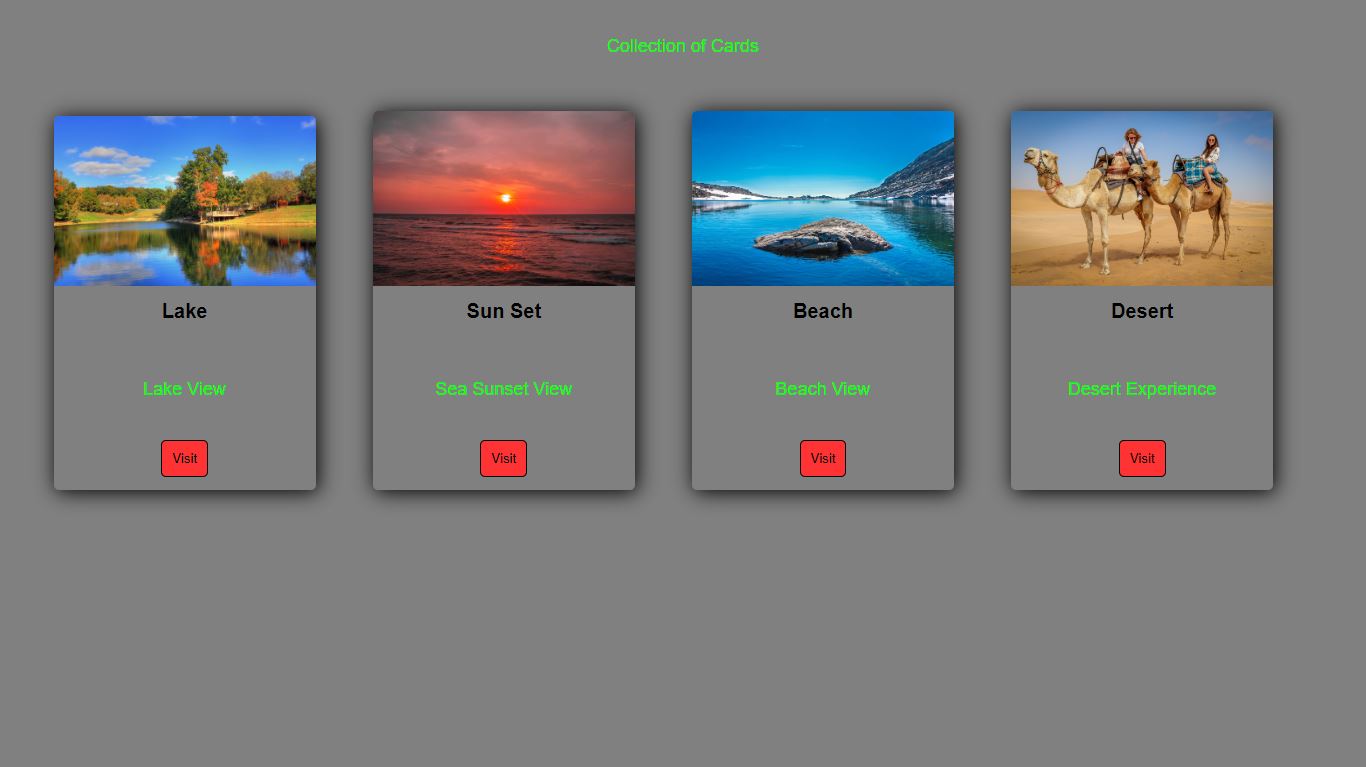 Collection of Cards
Lake
Lake View
Visit
Sun Set
Sea Sunset View
Visit
Beach
Beach View
Visit
Desert
Desert Experience
Visit